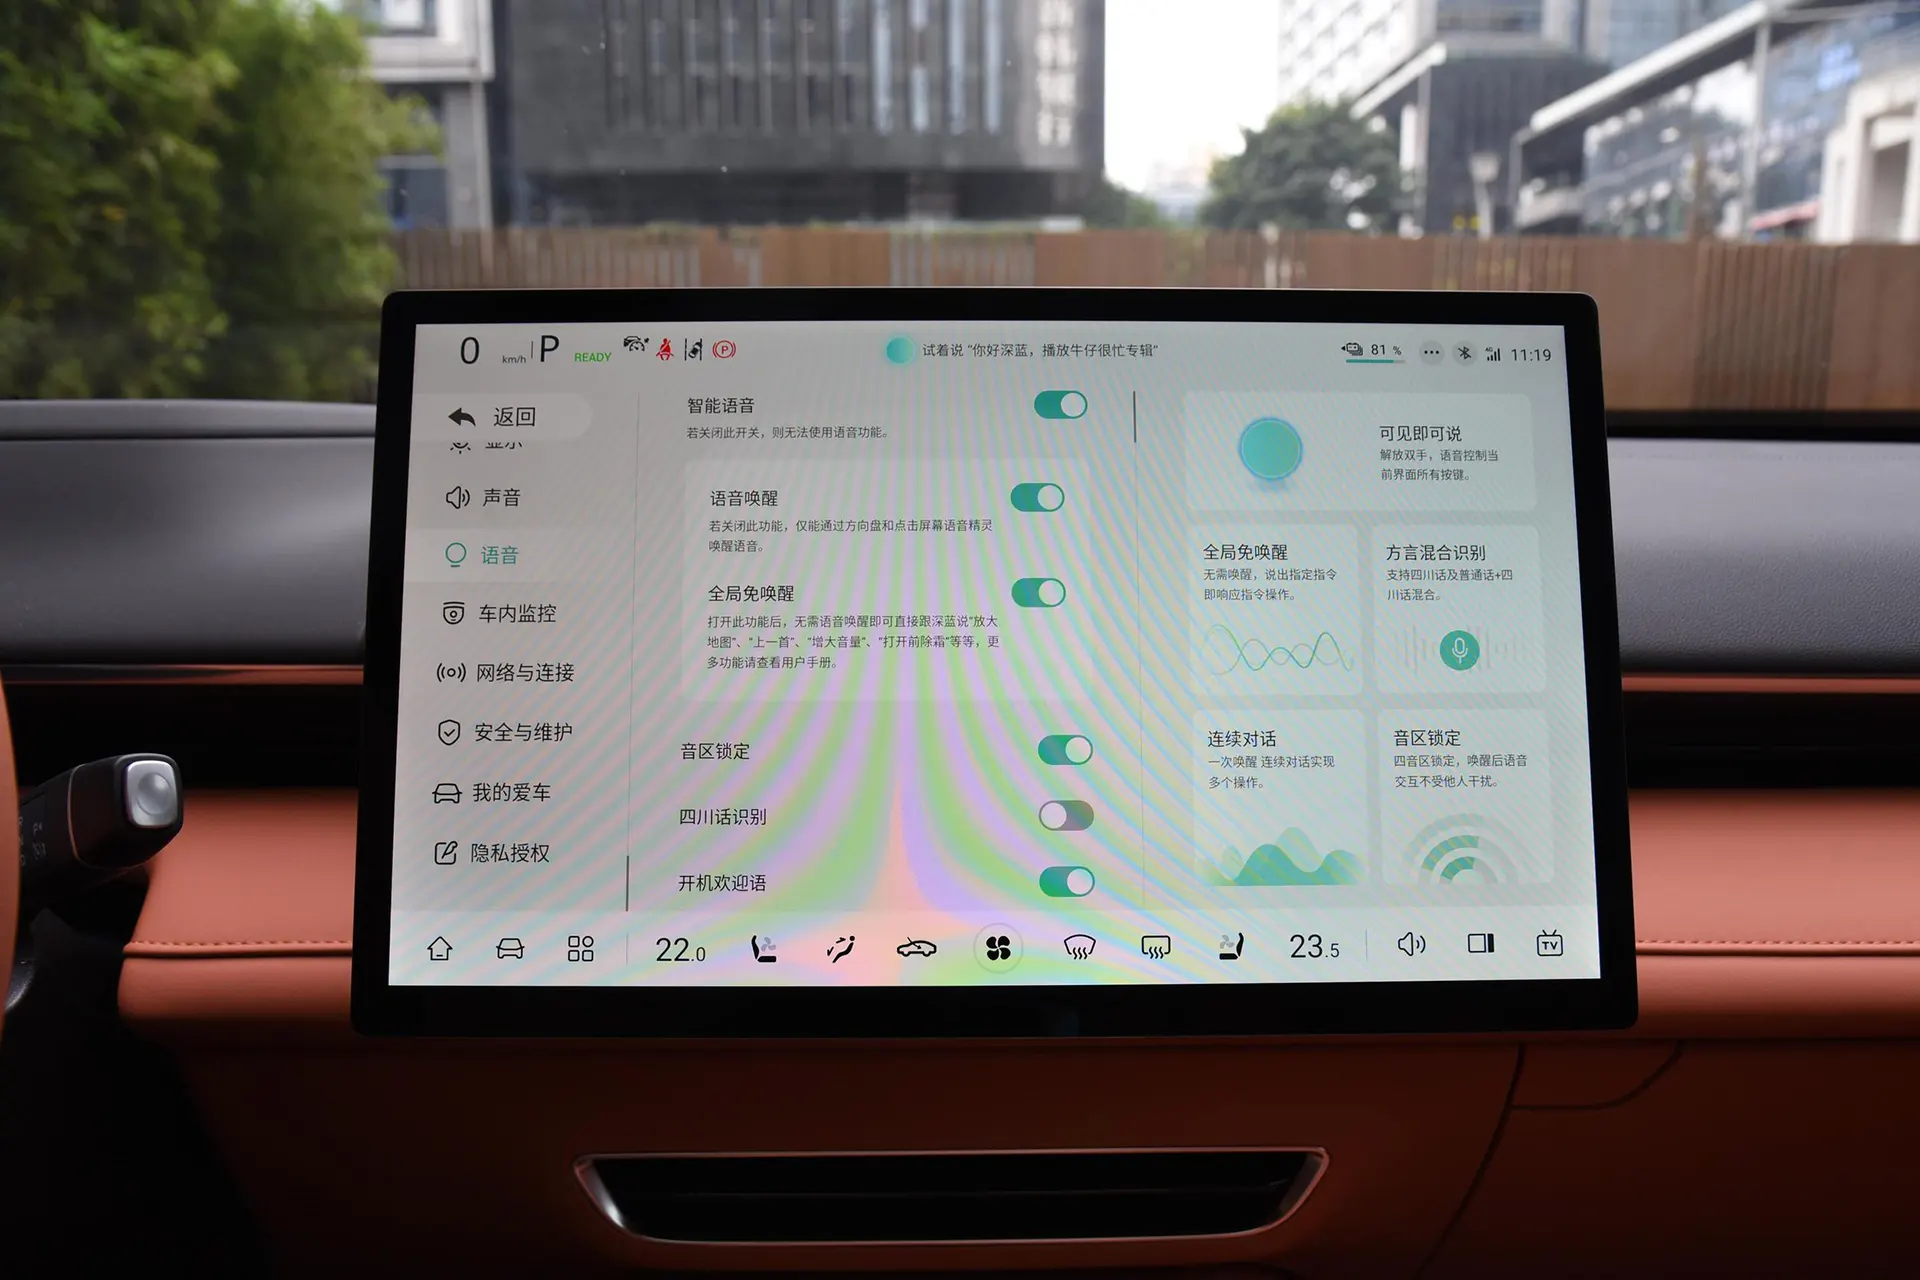 0 km/h P READY
试着说 “你好深蓝，播放牛仔很忙专辑”
81 %
4G
11:19
返回
显示
声音
语音
车内监控
网络与连接
安全与维护
我的爱车
隐私授权
智能语音
若关闭此开关，则无法使用语音功能。
语音唤醒
若关闭此功能，仅能通过方向盘和点击屏幕语音精灵
唤醒语音。
全局免唤醒
打开此功能后，无需语音唤醒即可直接跟深蓝说“放大
地图”、“上一首”、“增大音量”、“打开前除霜”等等，更
多功能请查看用户手册。
音区锁定
四川话识别
开机欢迎语
可见即可说
解放双手，语音控制当
前界面所有按键。
全局免唤醒
无需唤醒，说出指定指令
即响应指令操作。
方言混合识别
支持四川话及普通话+四
川话混合。
连续对话
一次唤醒 连续对话实现
多个操作。
音区锁定
四音区锁定，唤醒后语音
交互不受他人干扰。
22.0
23.5
TV